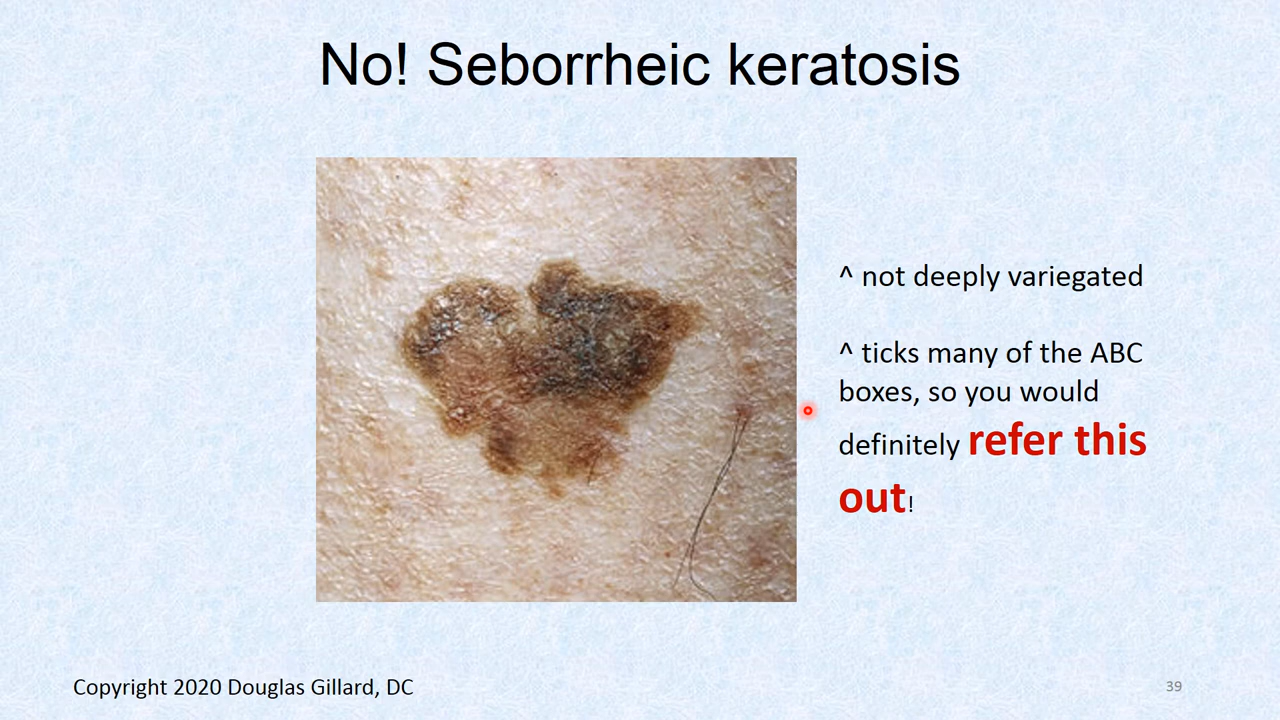 No! Seborrheic keratosis
^ not deeply variegated
^ ticks many of the ABC
boxes, so you would
definitely refer this
out!
Copyright 2020 Douglas Gillard, DC
39